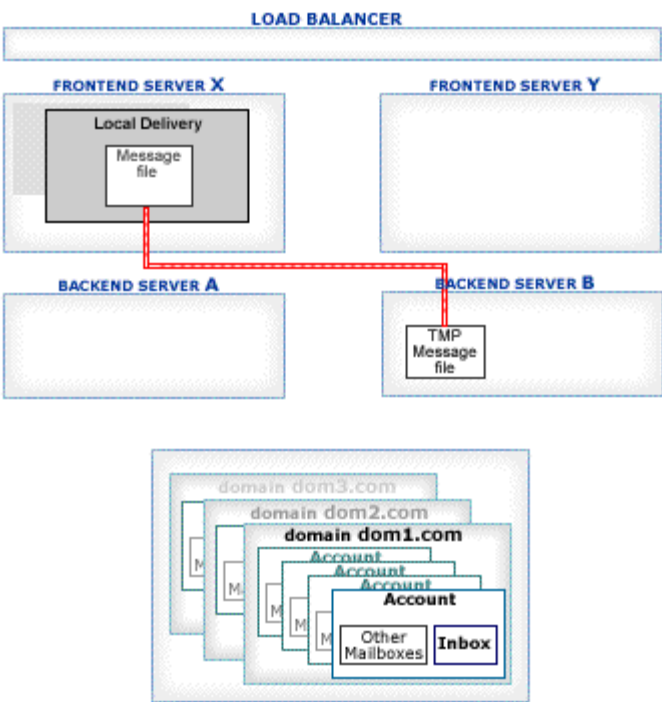 LOAD BALANCER
FRONTEND SERVER X
FRONTEND SERVER Y
Local Delivery
Message
file
BACKEND SERVER A
BACKEND SERVER B
TMP
Message
file
domain dom3.com
domain dom2.com
domain dom1.com
Account
Account
Account
Account
M
M
M
M
M
Other
Mailboxes
Inbox